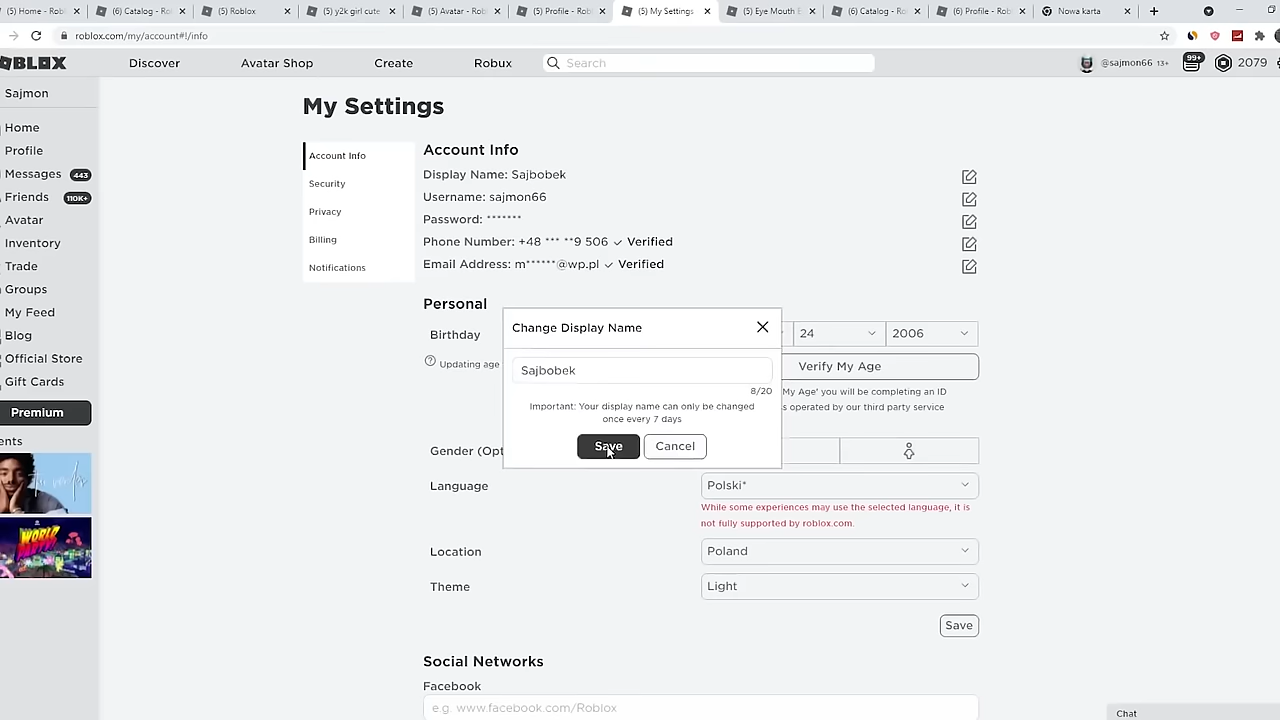 (5) Home - Rob
(6) Catalog - Ro
(5) Roblox
(5) y2k girl cute
(5) Avatar - Rob
(5) Profile - Rob
(5) My Settings
(5) Eye Mouth E
(6) Catalog - Ro
(6) Profile - Rob
Nowa karta
roblox.com/my/account#!/info
ROBLOX
Discover
Avatar Shop
Create
Robux
Search
@sajmon66 13+
99+
2079
Sajmon
Home
Profile
Messages 443
Friends 110K+
Avatar
Inventory
Trade
Groups
My Feed
Blog
Official Store
Gift Cards
Premium
ents
WORLD
My Settings
Account Info
Security
Privacy
Billing
Notifications
Account Info
Display Name: Sajbobek
Username: sajmon66
Password: *******
Phone Number: +48 *** **9 506 ✓ Verified
Email Address: m******@wp.pl ✓ Verified
Personal
Birthday
24
2006
Updating age
Verify My Age
My Age' you will be completing an ID
s operated by our third party service
Change Display Name
Sajbobek
8/20
Important: Your display name can only be changed
once every 7 days
Save
Cancel
Gender (Opt
Language
Polski*
While some experiences may use the selected language, it is
not fully supported by roblox.com.
Location
Poland
Theme
Light
Save
Social Networks
Facebook
e.g. www.facebook.com/Roblox
Chat